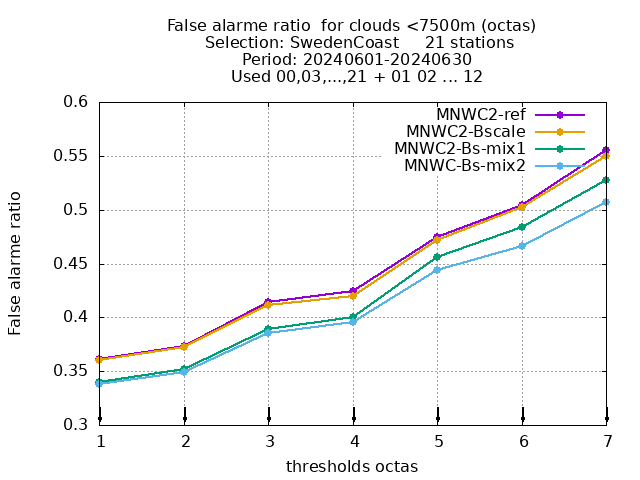 False alarme ratio  for clouds <7500m (octas)
Selection: SwedenCoast     21 stations
Period: 20240601-20240630
Used 00,03,...,21 + 01 02 ... 12
0.6
0.55
0.5
0.45
0.4
0.35
0.3
False alarme ratio
MNWC2-ref
MNWC2-Bscale
MNWC2-Bs-mix1
MNWC-Bs-mix2
1 2 3 4 5 6 7
thresholds octas